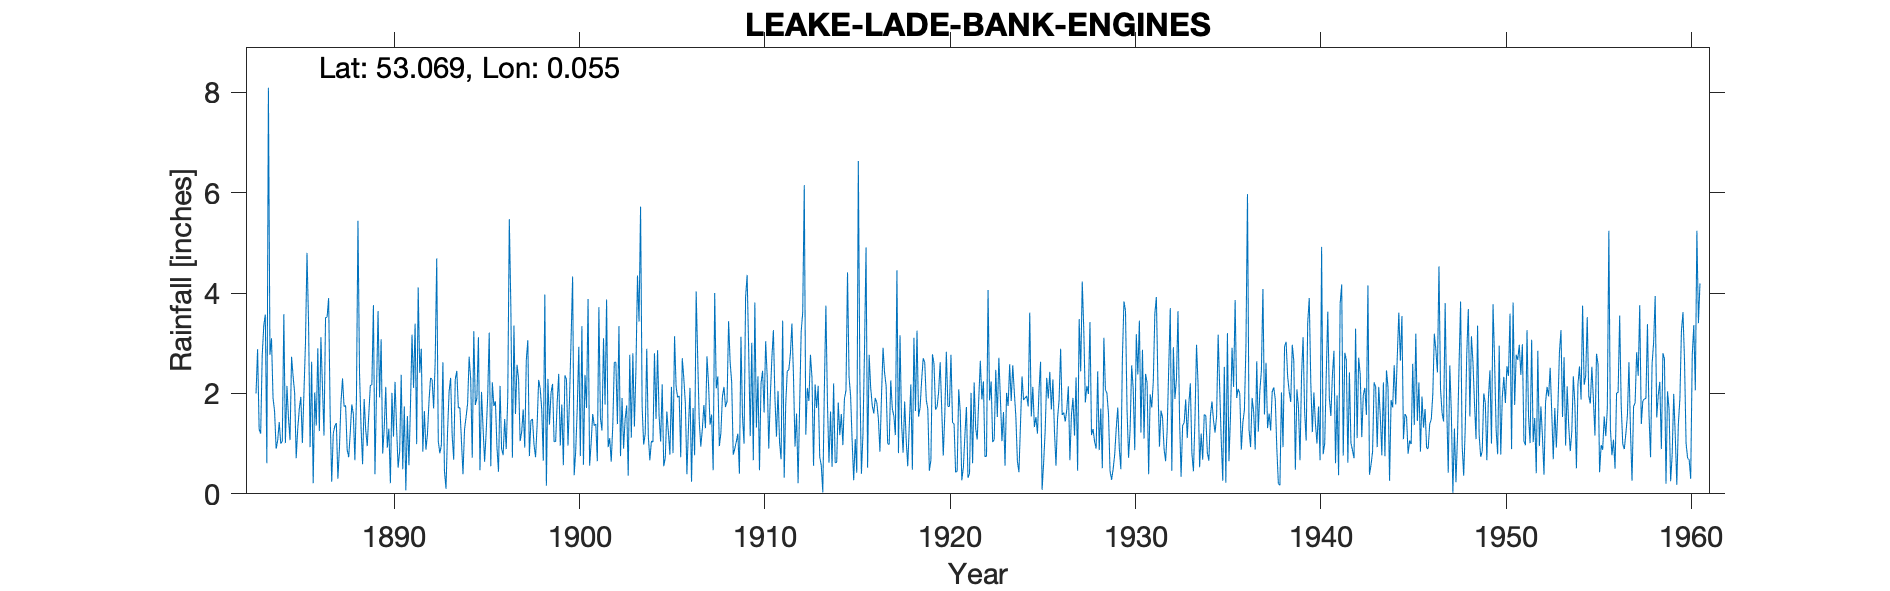 LEAKE-LADE-BANK-ENGINES
Lat: 53.069, Lon: 0.055
Rainfall [inches]
8
6
4
2
0
1890 1900 1910 1920 1930 1940 1950 1960
Year